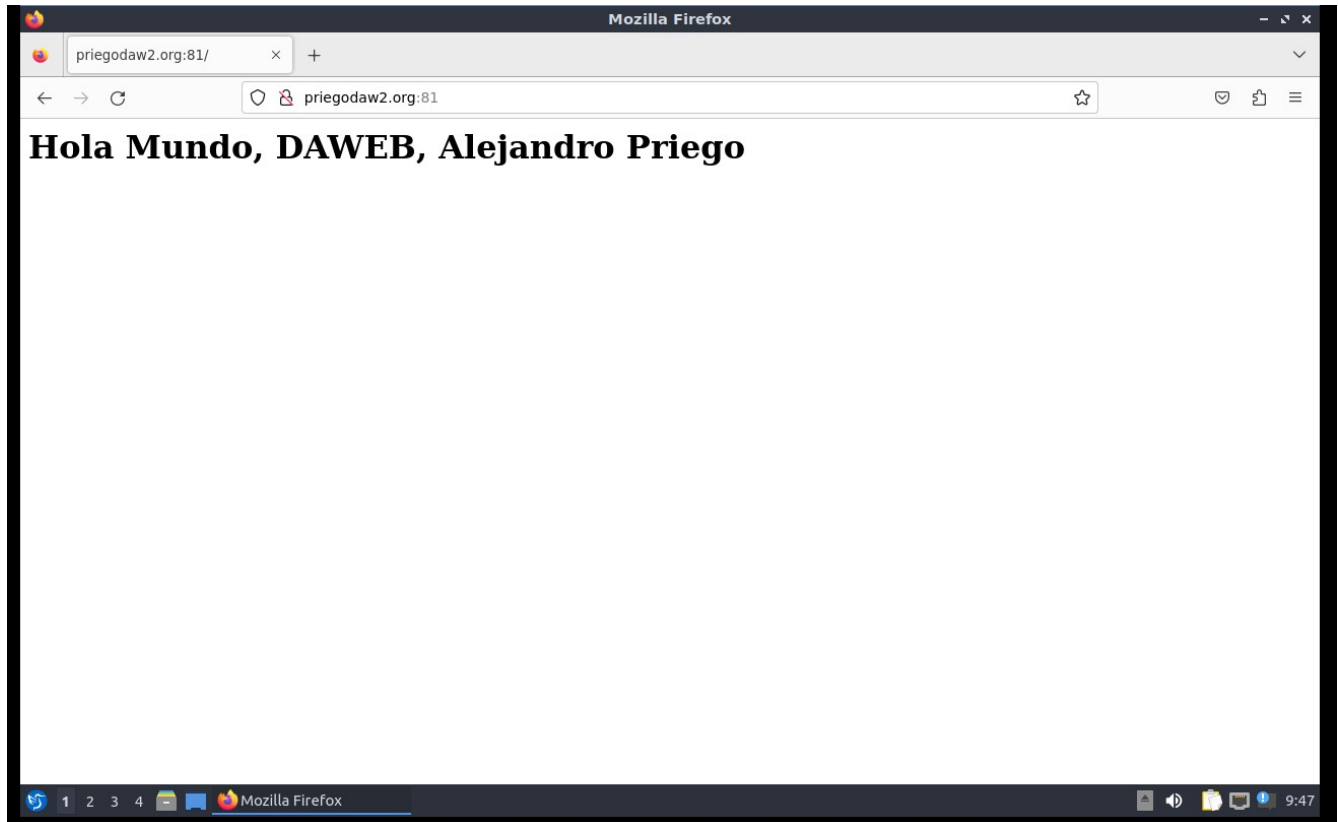 Mozilla Firefox
priegodaw2.org:81/
priegodaw2.org:81
Hola Mundo, DAWEB, Alejandro Priego
1 2 3 4 Mozilla Firefox 9:47